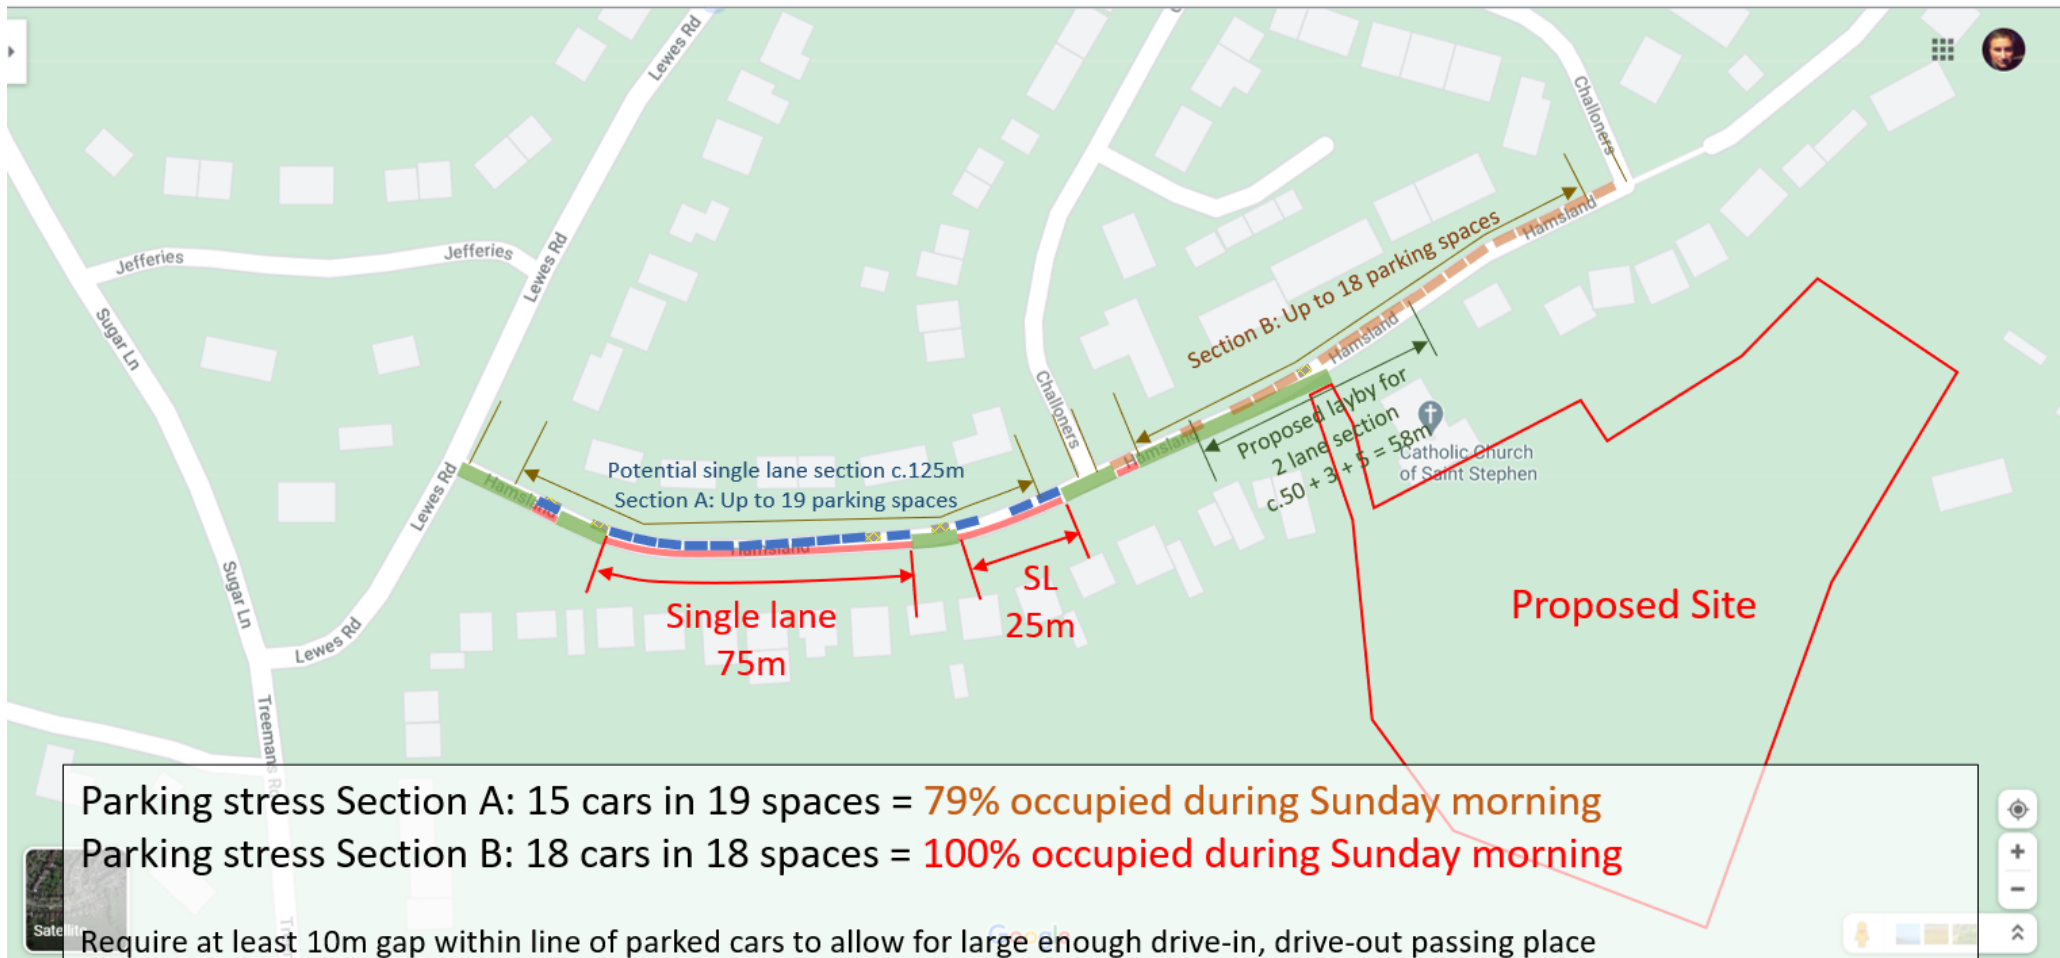 Lewes Rd
Challoners
Jefferies
Jefferies
Lewes Rd
Sugar Ln
Hamsland
Section B: Up to 18 parking spaces
Hamsland
Challoners
Proposed layby for
2 lane section
c.50 + 3 + 5 = 58m
Catholic Church
of Saint Stephen
Hamsland
Potential single lane section c.125m
Section A: Up to 19 parking spaces
Lewes Rd
Hamsland
Hamsland
Single lane
75m
SL
25m
Proposed Site
Sugar Ln
Lewes Rd
Treemans Rd
Parking stress Section A: 15 cars in 19 spaces = 79% occupied during Sunday morning
Parking stress Section B: 18 cars in 18 spaces = 100% occupied during Sunday morning
Satellite
Google
Require at least 10m gap within line of parked cars to allow for large enough drive-in, drive-out passing place